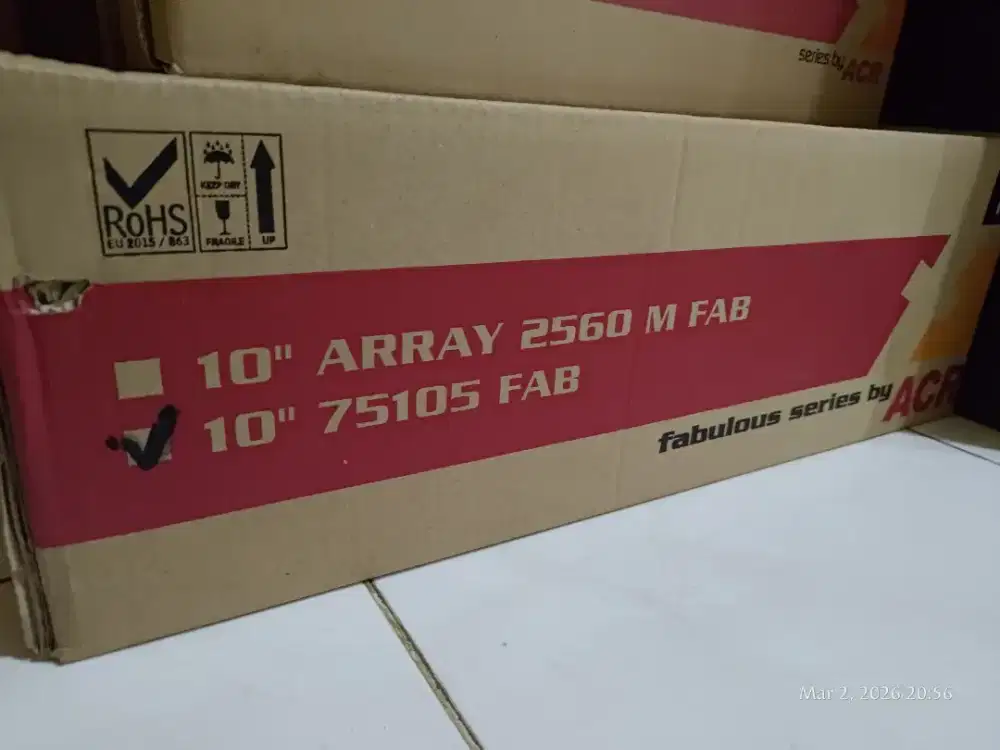 series by ACR
RoHS
EU 2015 / 863
KEEP DRY
FRAGILE
UP
10" ARRAY 2560 M FAB
10" 75105 FAB
fabulous series by ACR
Mar 2, 2026 20:56